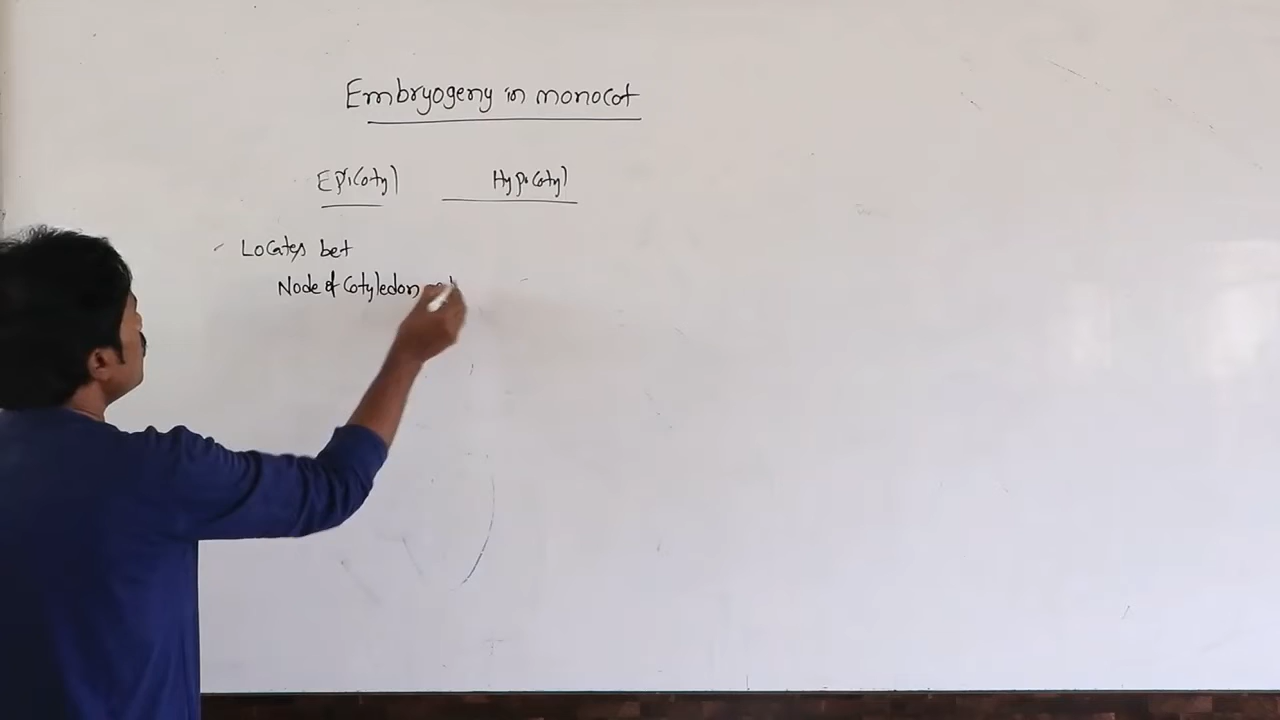 Embryogeny in monocot
Epicotyl Hypocotyl
Locates bet
Node of Cotyledon